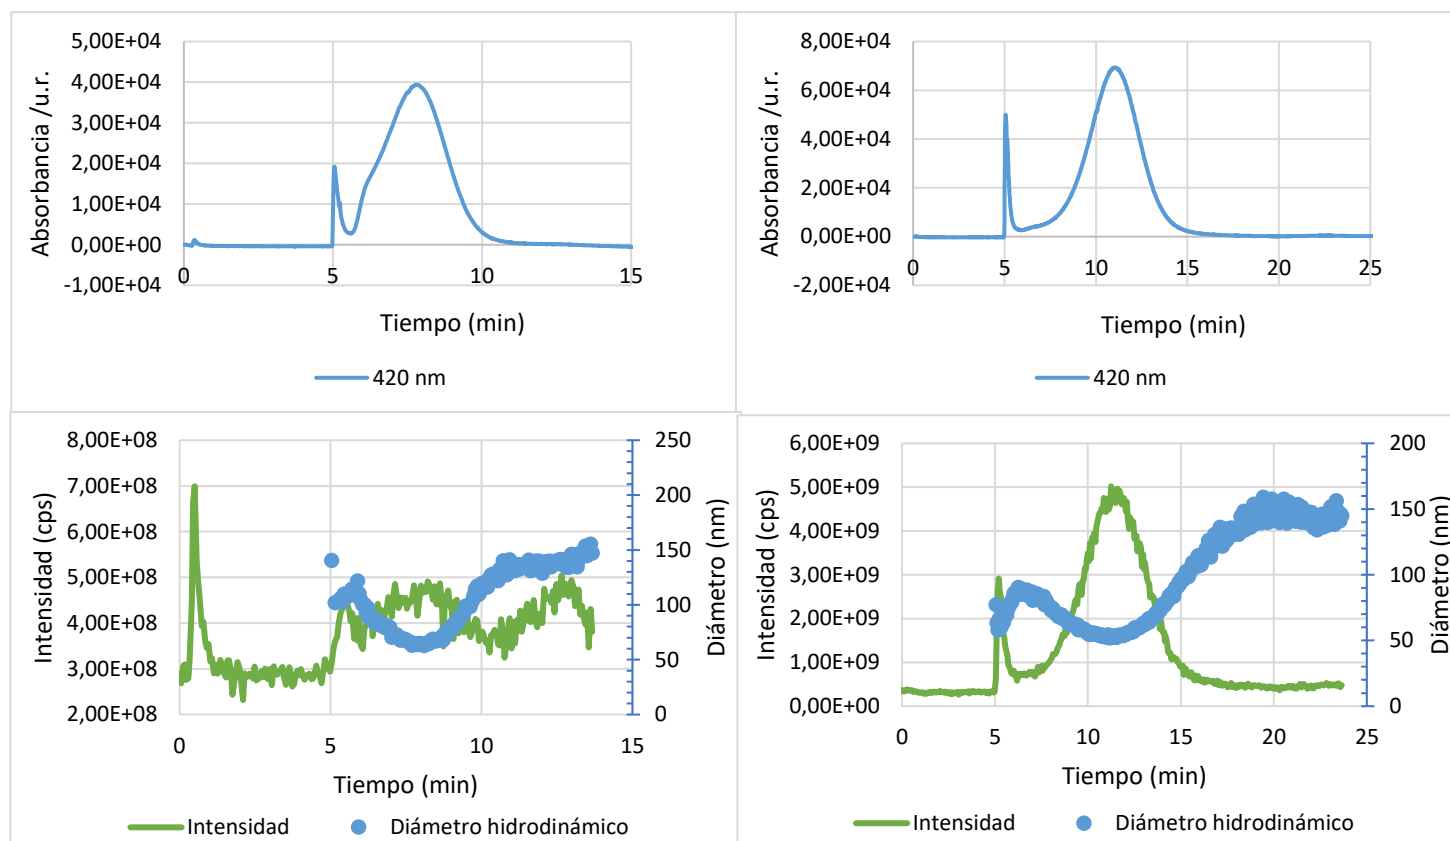 5,00E+04
4,00E+04
3,00E+04
2,00E+04
1,00E+04
0,00E+00
-1,00E+04
0 5 10 15
Absorbancia /u.r.
Tiempo (min)
420 nm
8,00E+04
6,00E+04
4,00E+04
2,00E+04
0,00E+00
-2,00E+04
0 5 10 15 20 25
Absorbancia /u.r.
Tiempo (min)
420 nm
8,00E+08
7,00E+08
6,00E+08
5,00E+08
4,00E+08
3,00E+08
2,00E+08
Intensidad (cps)
250
200
150
100
50
0
Diámetro (nm)
0 5 10 15
Tiempo (min)
Intensidad Diámetro hidrodinámico
6,00E+09
5,00E+09
4,00E+09
3,00E+09
2,00E+09
1,00E+09
0,00E+00
Intensidad (cps)
200
150
100
50
0
Diámetro (nm)
0 5 10 15 20 25
Tiempo (min)
Intensidad Diámetro hidrodinámico